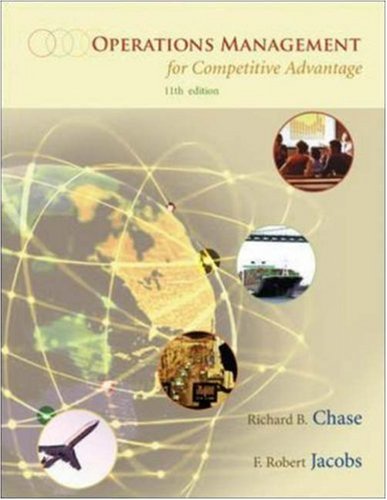 OPERATIONS MANAGEMENT
for Competitive Advantage
11th edition
Richard B. Chase
F. Robert Jacobs